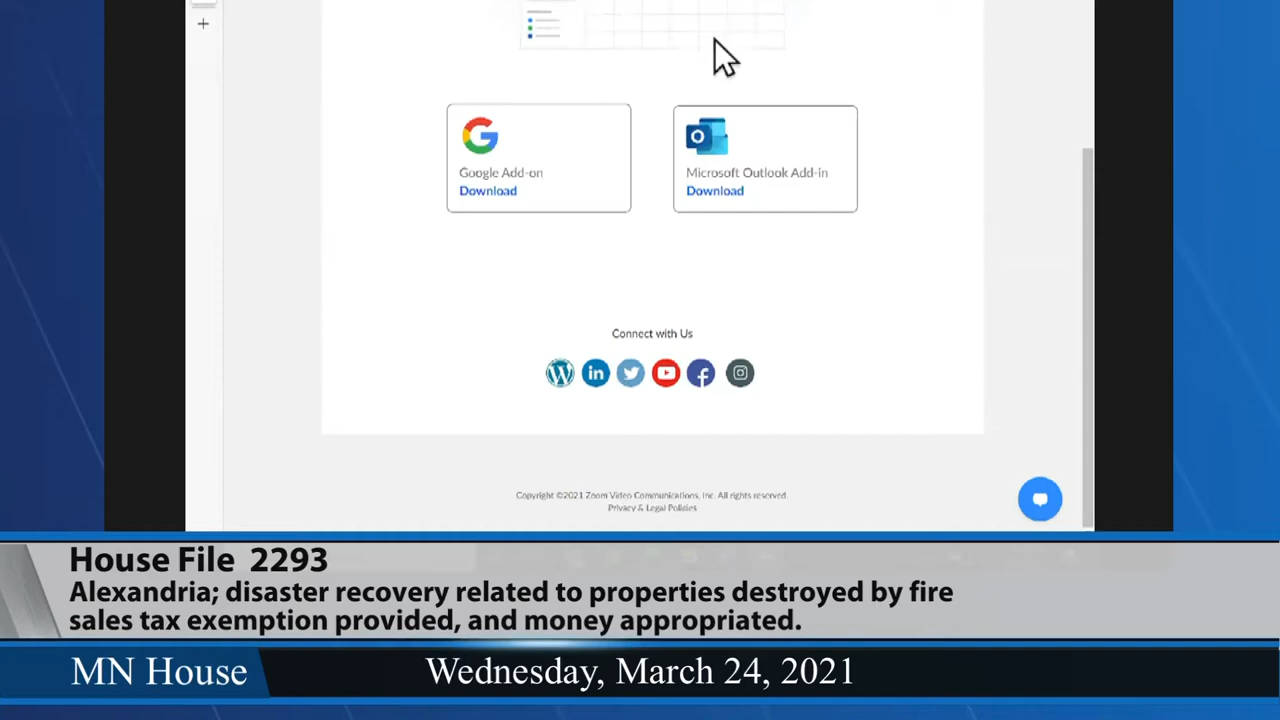 Google Add-on
Download
Microsoft Outlook Add-in
Download
Connect with Us
Copyright ©2021 Zoom Video Communications, Inc. All rights reserved.
Privacy & Legal Policies
House File 2293
Alexandria; disaster recovery related to properties destroyed by fire
sales tax exemption provided, and money appropriated.
MN House
Wednesday, March 24, 2021